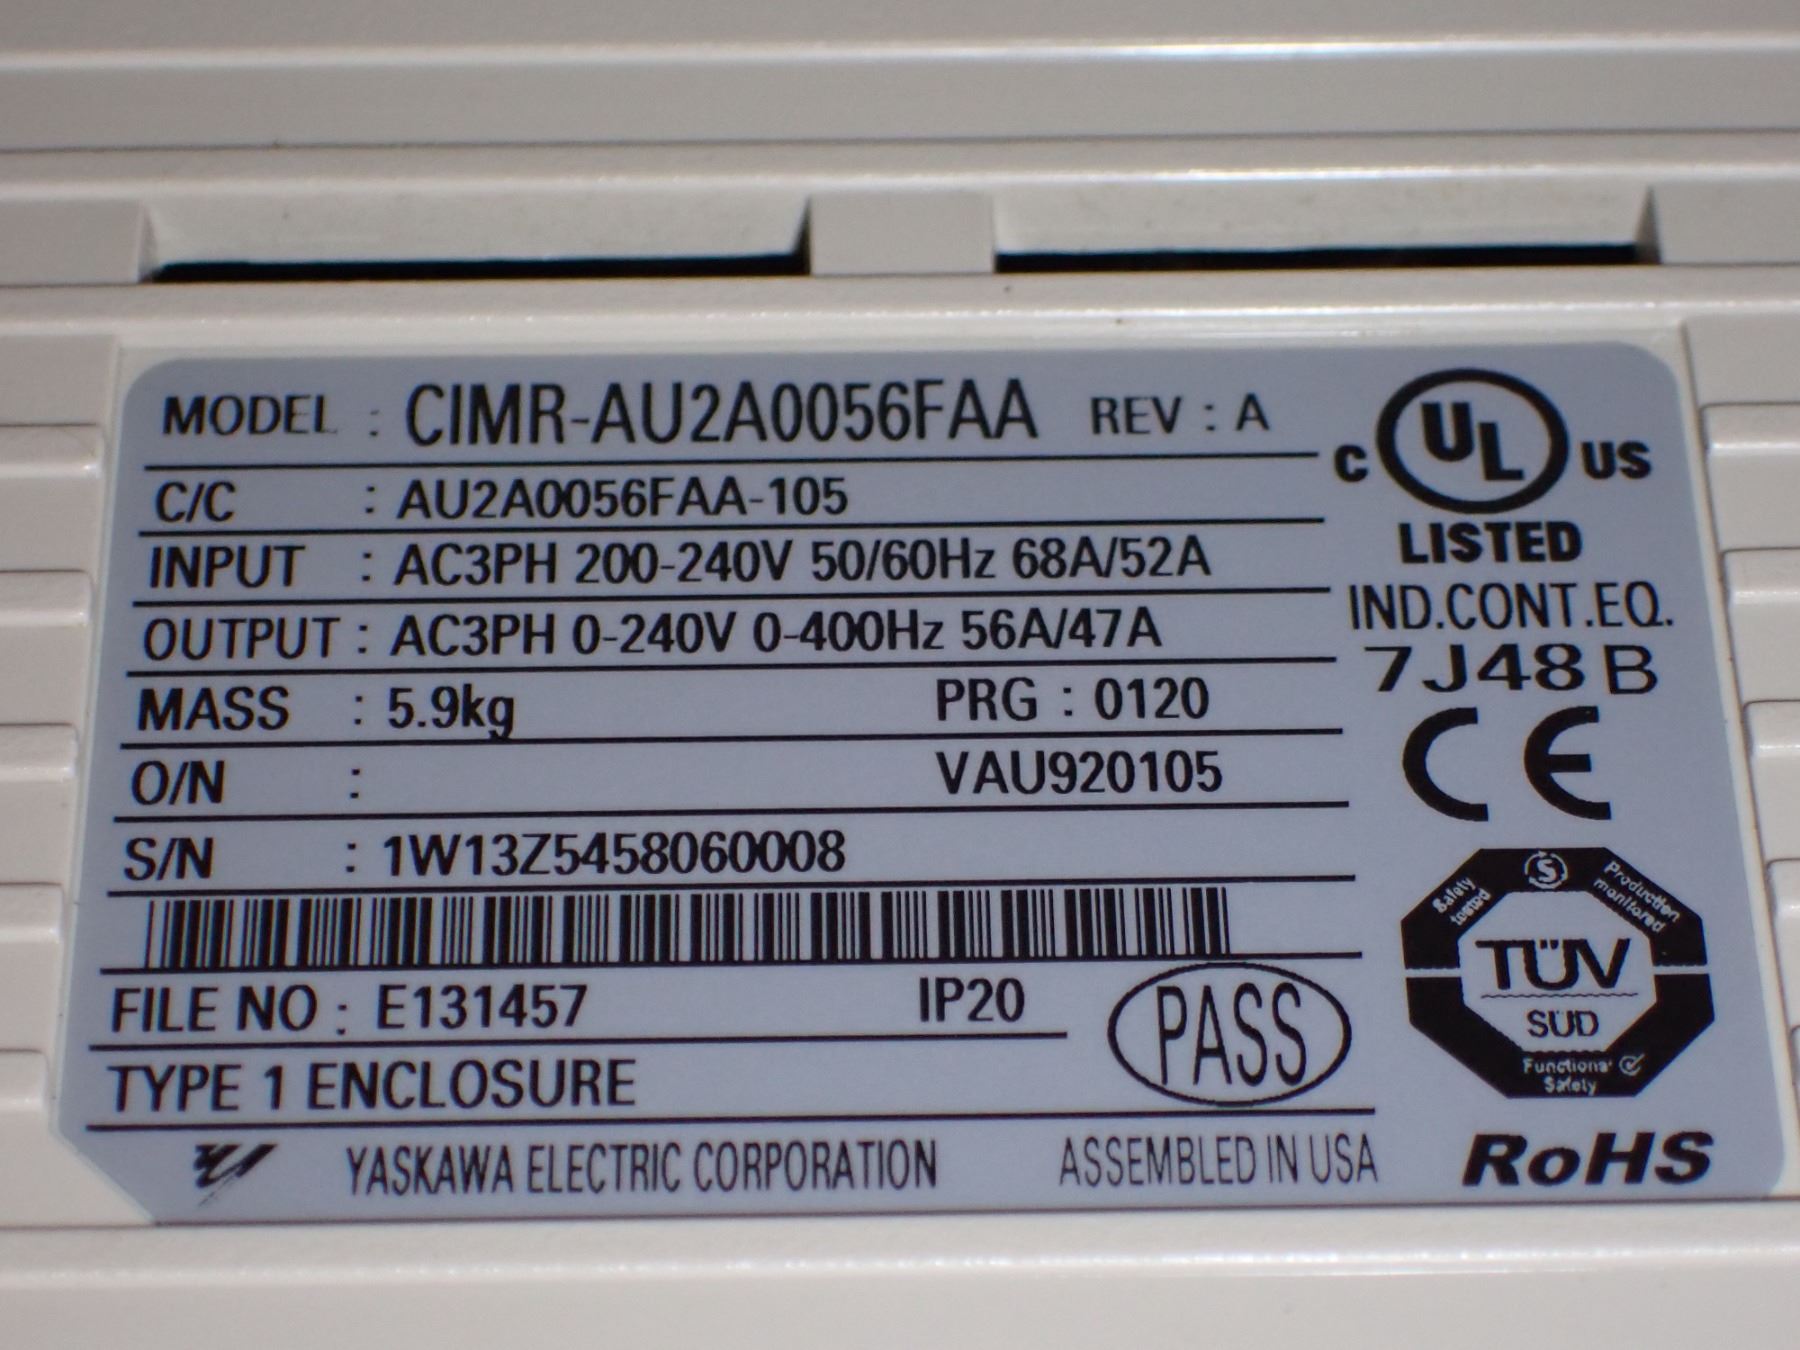 MODEL : CIMR-AU2A0056FAA REV : A
C UL US
LISTED
C/C : AU2A0056FAA-105
INPUT : AC3PH 200-240V 50/60Hz 68A/52A
IND.CONT.EQ.
OUTPUT : AC3PH 0-240V 0-400Hz 56A/47A
7J48 B
MASS : 5.9kg PRG : 0120
CE
O/N : VAU920105
S/N : 1W13Z5458060008
Safety tested
S
Production monitored
TÜV
SÜD
Functional Safety
FILE NO : E131457 IP20
PASS
TYPE 1 ENCLOSURE
YASKAWA ELECTRIC CORPORATION ASSEMBLED IN USA
RoHS